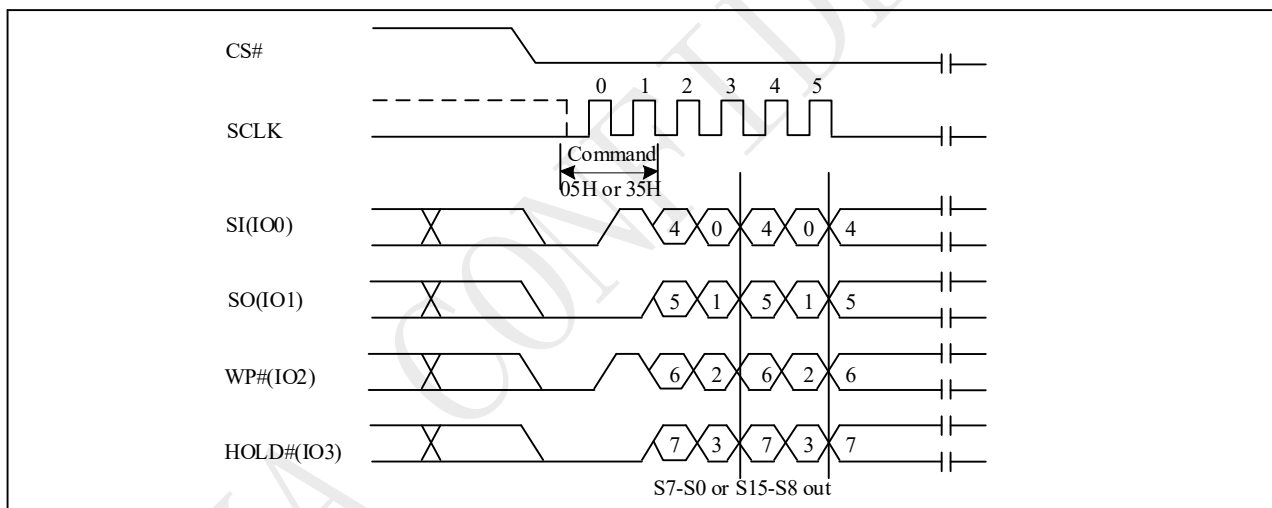 CS#
0 1 2 3 4 5
SCLK
Command
05H or 35H
SI(IO0) 4 0 4 0 4
SO(IO1) 5 1 5 1 5
WP#(IO2) 6 2 6 2 6
HOLD#(IO3) 7 3 7 3 7
S7-S0 or S15-S8 out